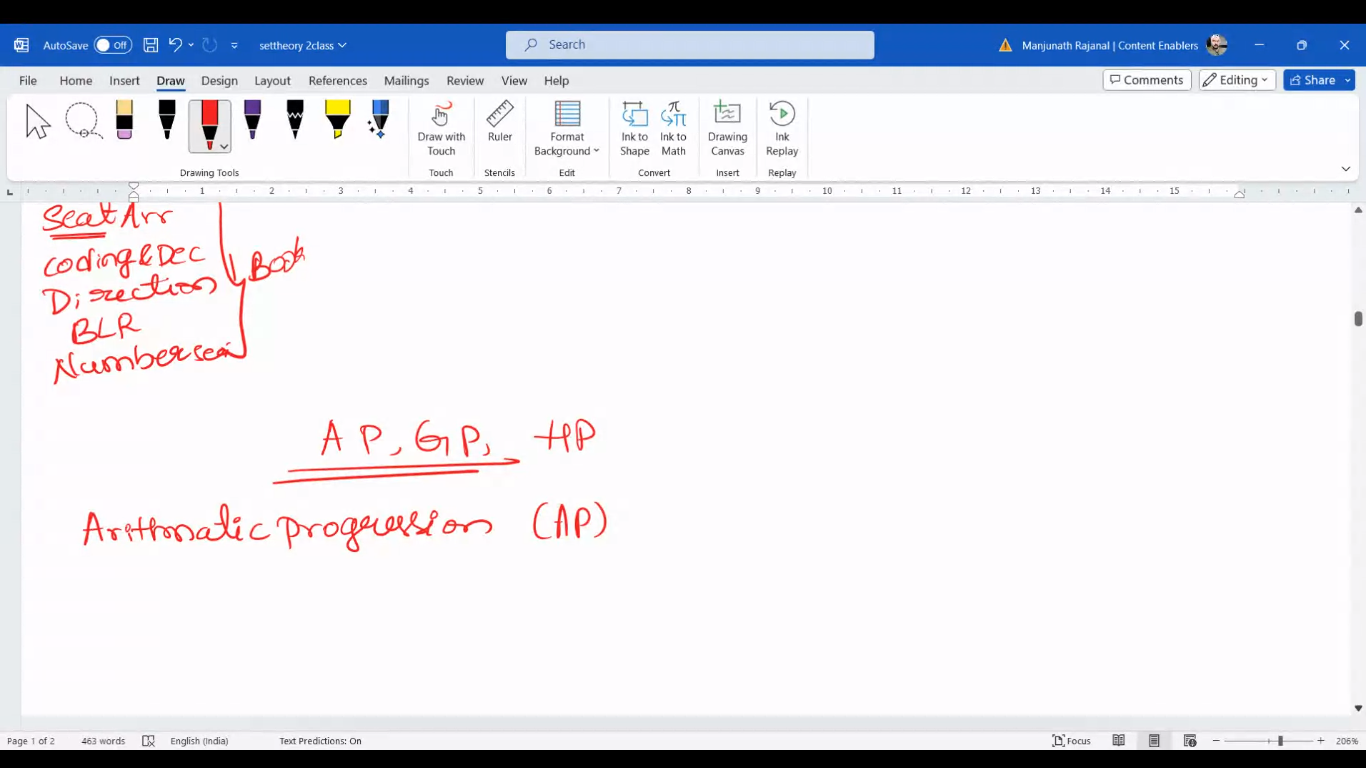 AutoSave Off settheory 2class Search Manjunath Rajanal | Content Enablers
File Home Insert Draw Design Layout References Mailings Review View Help Comments Editing Share
Draw with Touch Ruler Format Background Ink to Shape Ink to Math Drawing Canvas Ink Replay
Drawing Tools Touch Stencils Edit Convert Insert Replay
1 2 3 4 5 6 7 8 9 10 11 12 13 14 15
Seat Arr
Coding & Dec
Book
Direction
BLR
AP, GP, HP
Arithmatic progression (AP)
Page 1 of 2 463 words English (India) Text Predictions: On Focus 206%